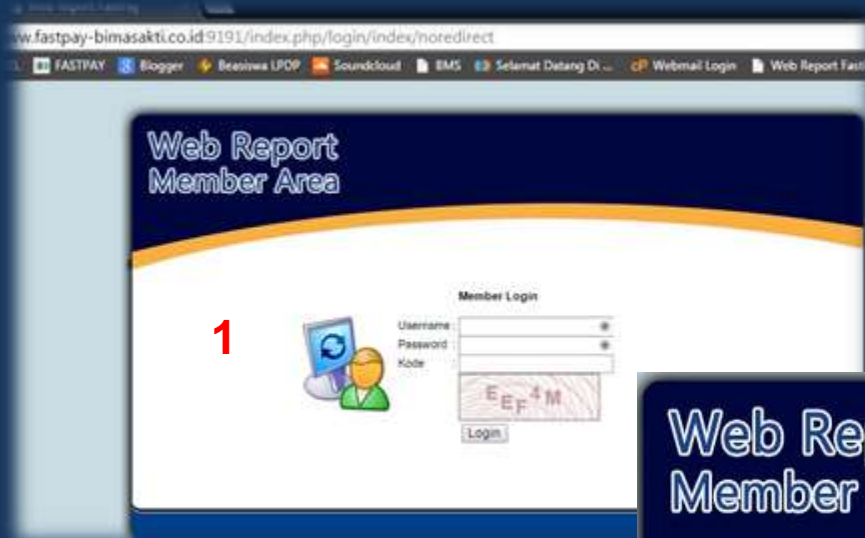 ww.fastpay-bimasakti.co.id:9191/index.php/login/index/noredirect
FASTPAY Blogger Beasiswa LPDP Soundcloud BMS Selamat Datang Di ... cP Webmail Login Web Report Fast
Web Report
Member Area
Member Login
1
Username :
Password :
Kode :
EEF4M
Login
Web Re
Member